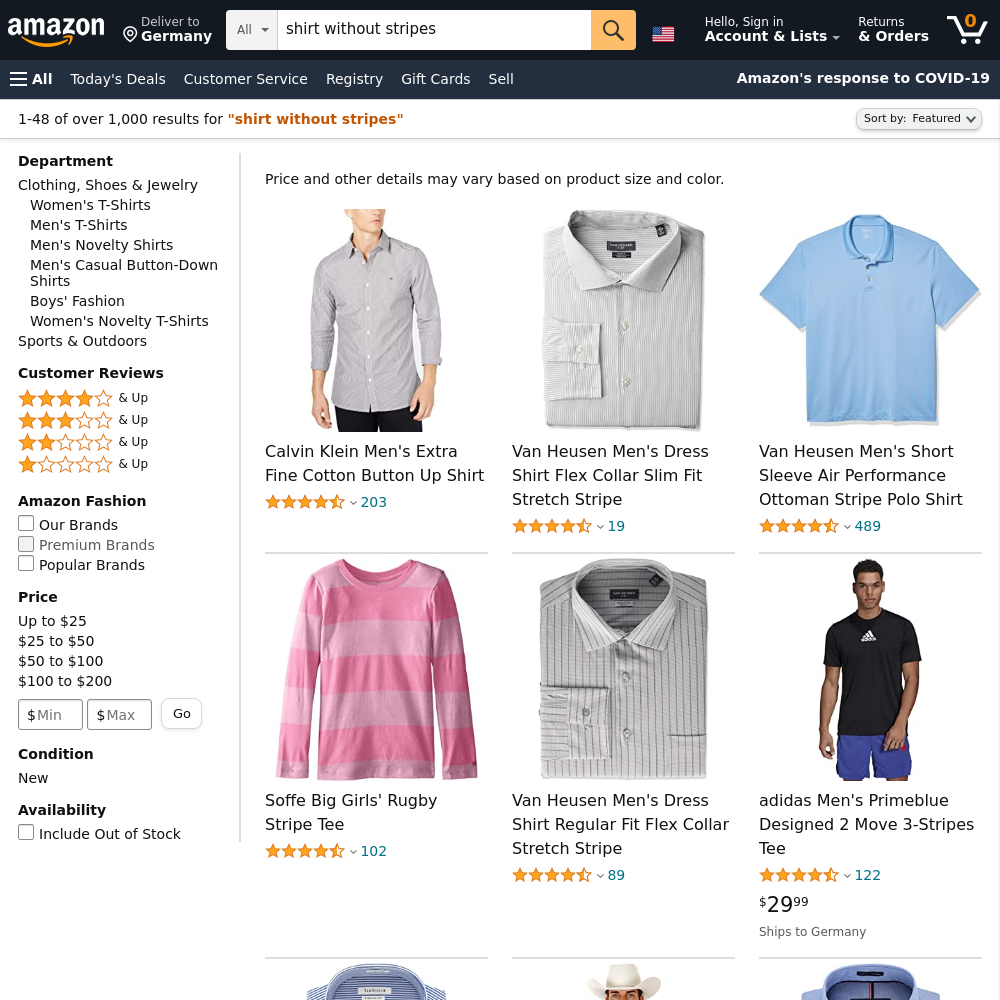 amazon
Deliver to
Germany
All
shirt without stripes
Hello, Sign in
Account & Lists
Returns
& Orders
0
All
Today's Deals
Customer Service
Registry
Gift Cards
Sell
Amazon's response to COVID-19
1-48 of over 1,000 results for "shirt without stripes"
Sort by: Featured
Department
Clothing, Shoes & Jewelry
Women's T-Shirts
Men's T-Shirts
Men's Novelty Shirts
Men's Casual Button-Down
Shirts
Boys' Fashion
Women's Novelty T-Shirts
Sports & Outdoors
Customer Reviews
& Up
& Up
& Up
& Up
Amazon Fashion
Our Brands
Premium Brands
Popular Brands
Price
Up to $25
$25 to $50
$50 to $100
$100 to $200
$Min
$Max
Go
Condition
New
Availability
Include Out of Stock
Price and other details may vary based on product size and color.
Calvin Klein Men's Extra
Fine Cotton Button Up Shirt
203
Van Heusen Men's Dress
Shirt Flex Collar Slim Fit
Stretch Stripe
19
Van Heusen Men's Short
Sleeve Air Performance
Ottoman Stripe Polo Shirt
489
Soffe Big Girls' Rugby
Stripe Tee
102
Van Heusen Men's Dress
Shirt Regular Fit Flex Collar
Stretch Stripe
89
adidas
adidas Men's Primeblue
Designed 2 Move 3-Stripes
Tee
122
$2999
Ships to Germany